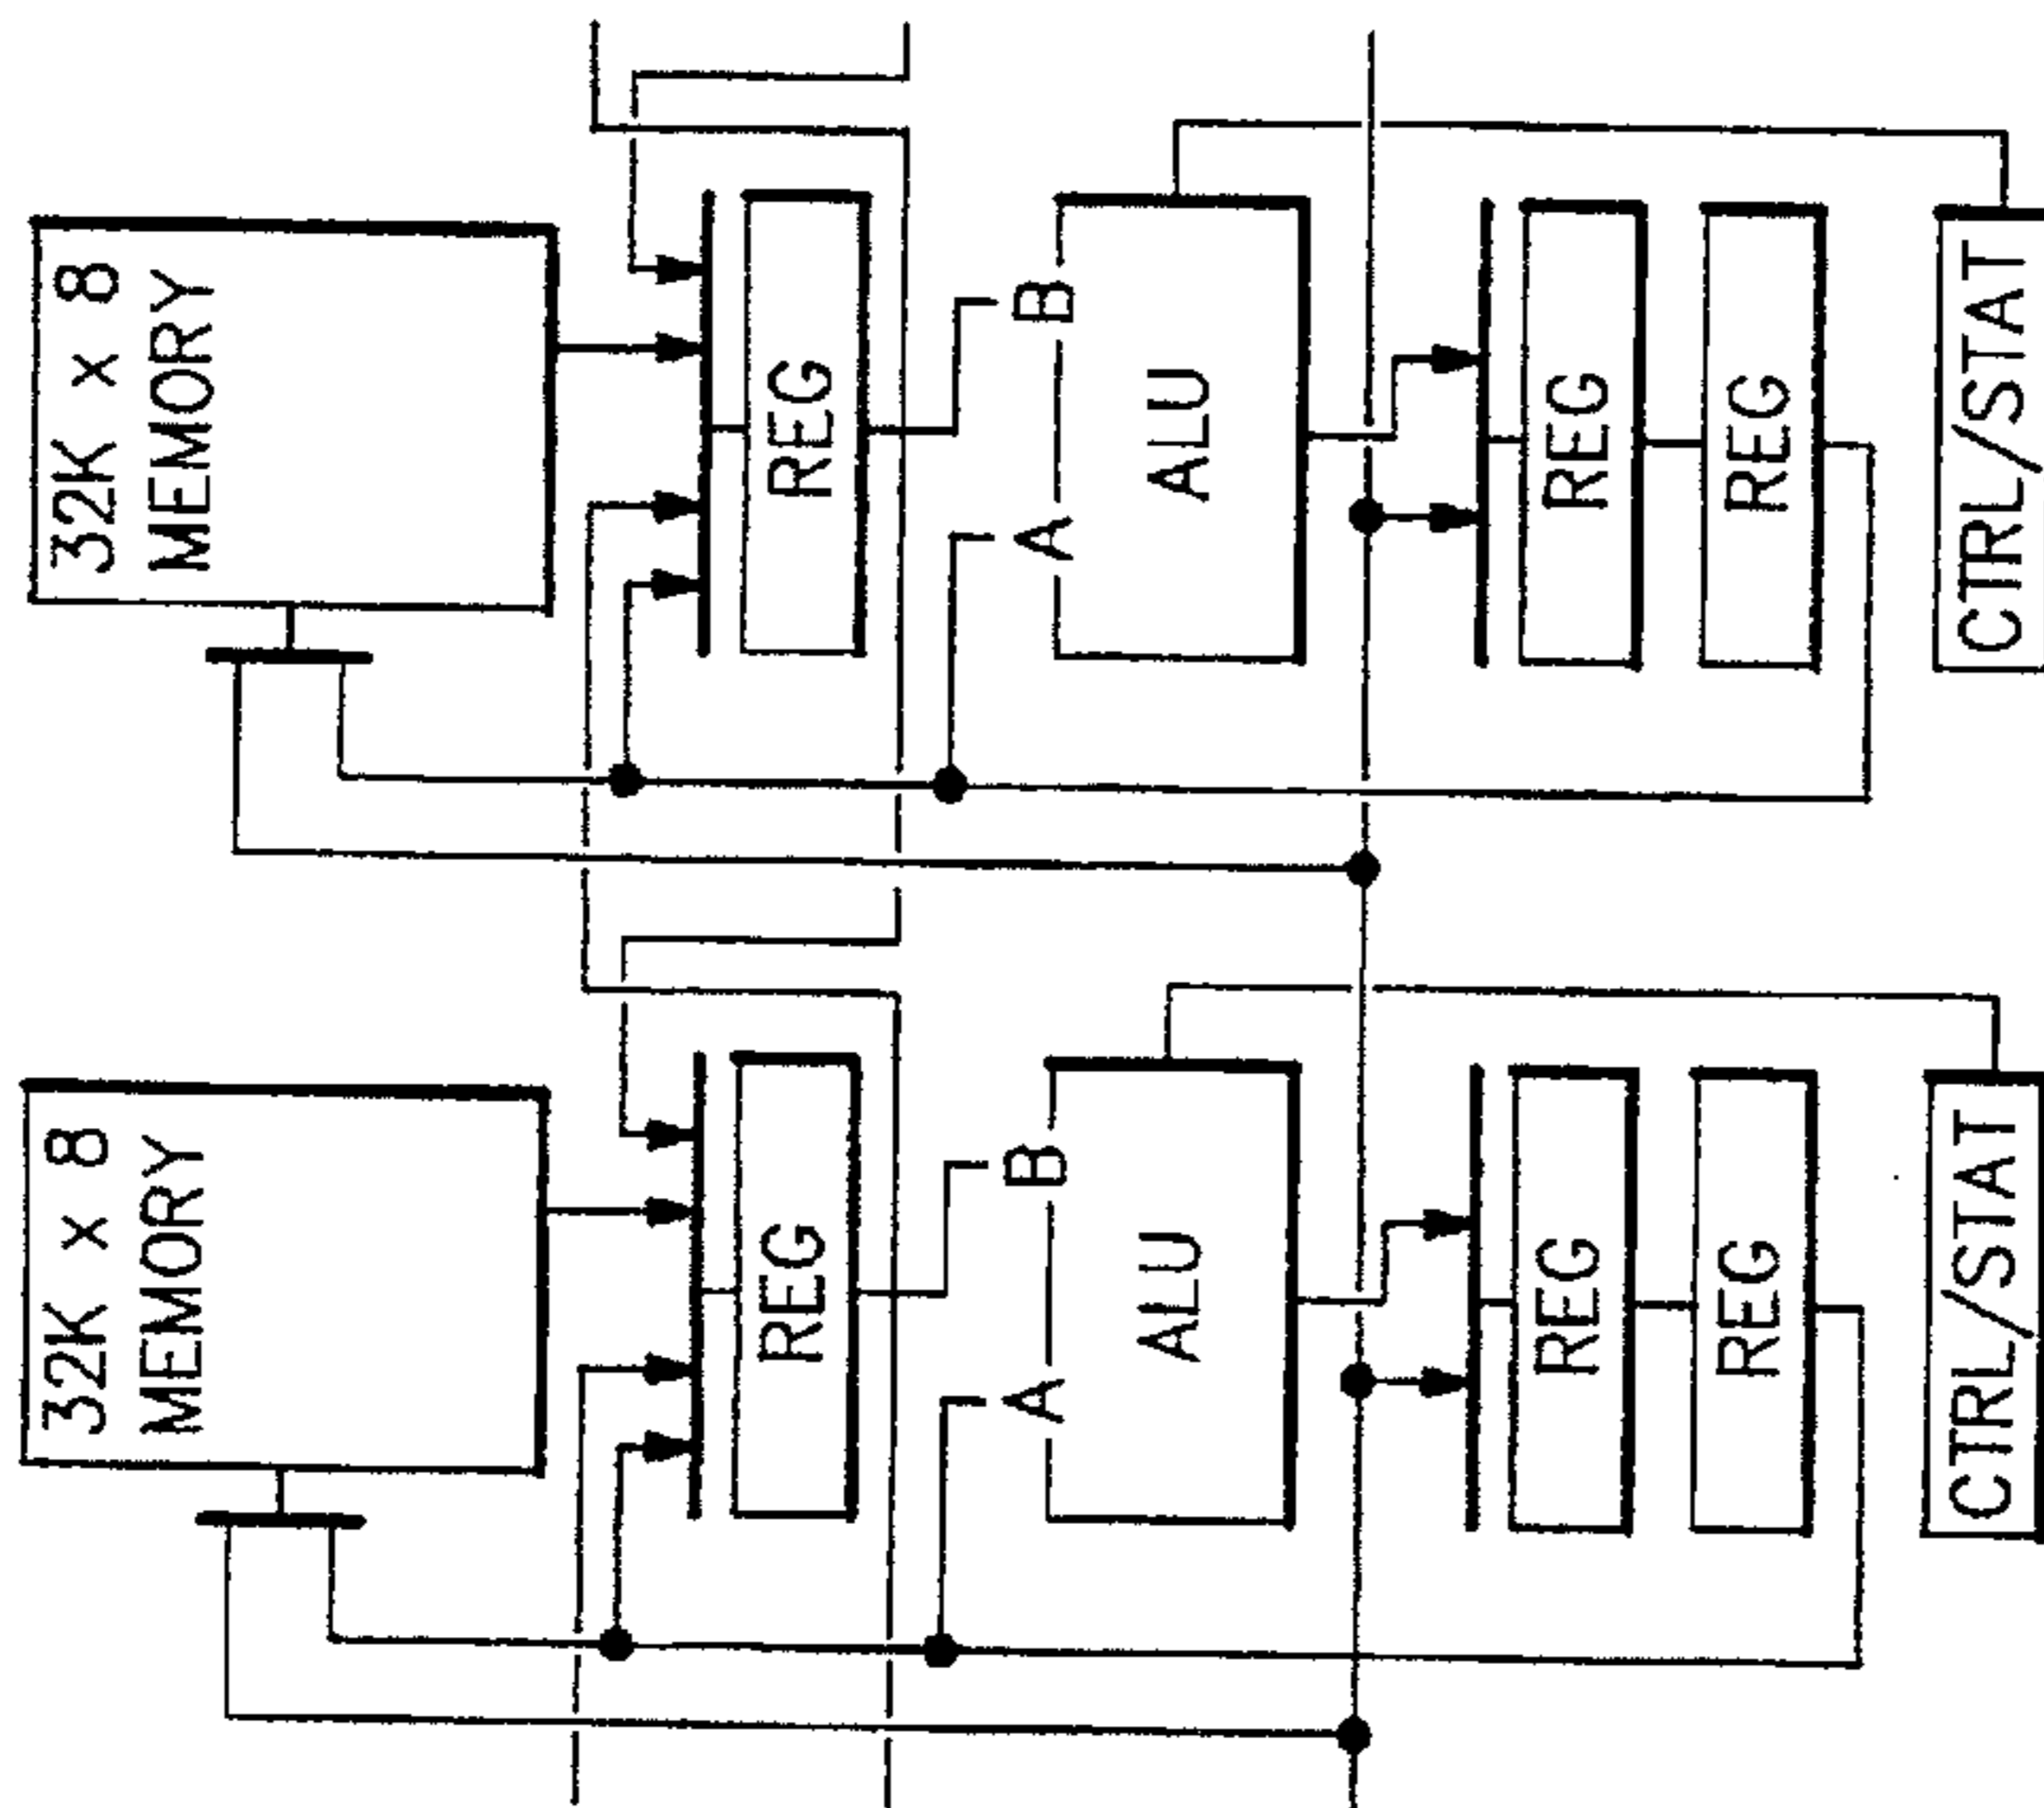 32K x 8
MEMORY
REG
B
A
ALU
REG
REG
CTRL/STAT
32K x 8
MEMORY
REG
B
A
ALU
REG
REG
CTRL/STAT